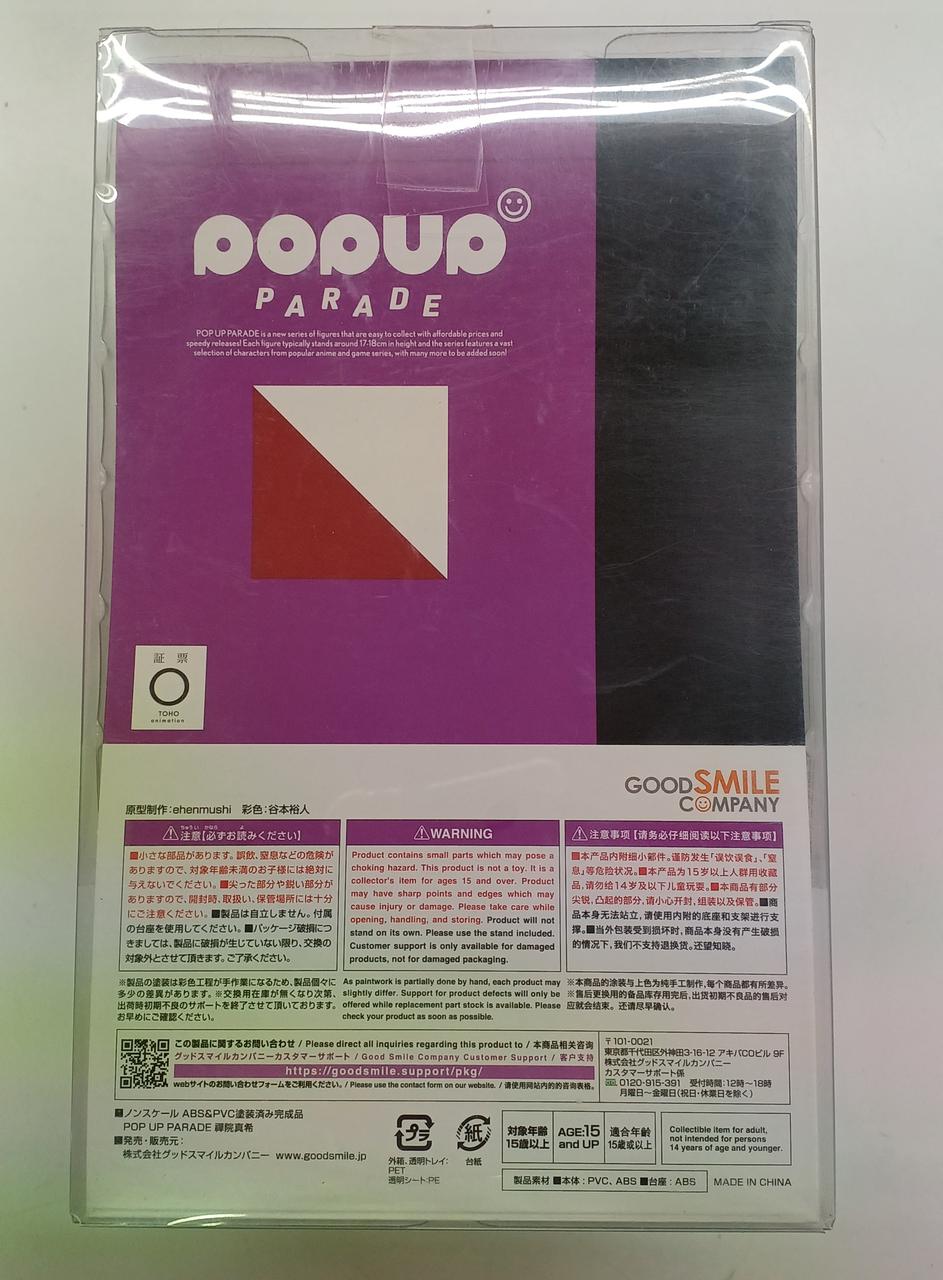 POPUP
PARADE
POP UP PARADE is a new series of figures that are easy to collect with affordable prices and
speedy releases! Each figure typically stands around 17-18cm in height and the series features a vast
selection of characters from popular anime and game series, with many more to be added soon!
証 票
TOHO
animation
GOOD SMILE
COMPANY
原型制作：ehenmushi 彩色：谷本裕人
⚠注意【必ずお読みください】
ちゅうい かなら よ
■小さな部品があります。誤飲、窒息などの危険が
ありますので、対象年齢未満のお子様には絶対に
与えないでください。■尖った部分や鋭い部分が
ありますので、開封時、取扱い、保管場所には十分
にご注意ください。■製品は自立しません。付属
の台座を使用してください。■パッケージ破損につ
きましては、製品に破損が生じていない限り、交換の
対象外とさせて頂きます。ご了承ください。
⚠WARNING
Product contains small parts which may pose a
choking hazard. This product is not a toy. It is a
collector's item for ages 15 and over. Product
may have sharp points and edges which may
cause injury or damage. Please take care while
opening, handling, and storing. Product will not
stand on its own. Please use the stand included.
Customer support is only available for damaged
products, not for damaged packaging.
⚠注意事项【请务必仔细阅读以下注意事项】
■本产品内附细小部件。谨防发生「误饮误食」、「窒
息」等危险状况。■本产品为15岁以上人群用收藏
品，请勿给14岁及以下儿童玩耍。■本商品有部分
尖锐，凸起的部分，请小心开封，组装以及保管。■商
品本身无法站立，请使用内附的底座和支架进行支
撑。■当外包装受到损坏时，商品本身没有产生破损
的情况下，我们不支持退换货。还望知晓。
※製品の塗装は彩色工程が手作業になるため、製品個々に
多少の差異があります。※交換用在庫が無くなり次第、
出荷時初期不良のサポートを終了させて頂いております。
お早めにご確認ください。
As paintwork is partially done by hand, each product may
slightly differ. Support for product defects will only be
offered while replacement part stock is available. Please
check your product as soon as possible.
※本商品的涂装与上色为纯手工制作，每个商品都有所差异。
※售后更换用的备品库存用完后，出货初期不良品的售后对
应就会结束。还请尽早确认。
この製品に関するお問い合わせ / Please direct all inquiries regarding this product to / 本商品相关咨询
グッドスマイルカンパニーカスタマーサポート / Good Smile Company Customer Support / 客户支持
https://goodsmile.support/pkg/
webサイトのお問い合わせフォームをご利用ください。/ Please use the contact form on our website. / 请使用网站内的咨询表格。
〒101-0021
東京都千代田区外神田3-16-12 アキバCOビル 9F
株式会社グッドスマイルカンパニー
カスタマーサポート係
0120-915-391 受付時間：12時〜18時
月曜日〜金曜日（祝日・休業日を除く）
■ノンスケール ABS&PVC塗装済み完成品
POP UP PARADE 禪院真希
■発売・販売元：
株式会社グッドスマイルカンパニー www.goodsmile.jp
プラ
外箱、透明トレイ：
PET
透明シート：PE
紙
台紙
対象年齢
15歳以上
AGE:15
and UP
適合年齢
15歳或以上
Collectible item for adult,
not intended for persons
14 years of age and younger.
製品素材 ■本体：PVC、ABS ■台座：ABS
MADE IN CHINA